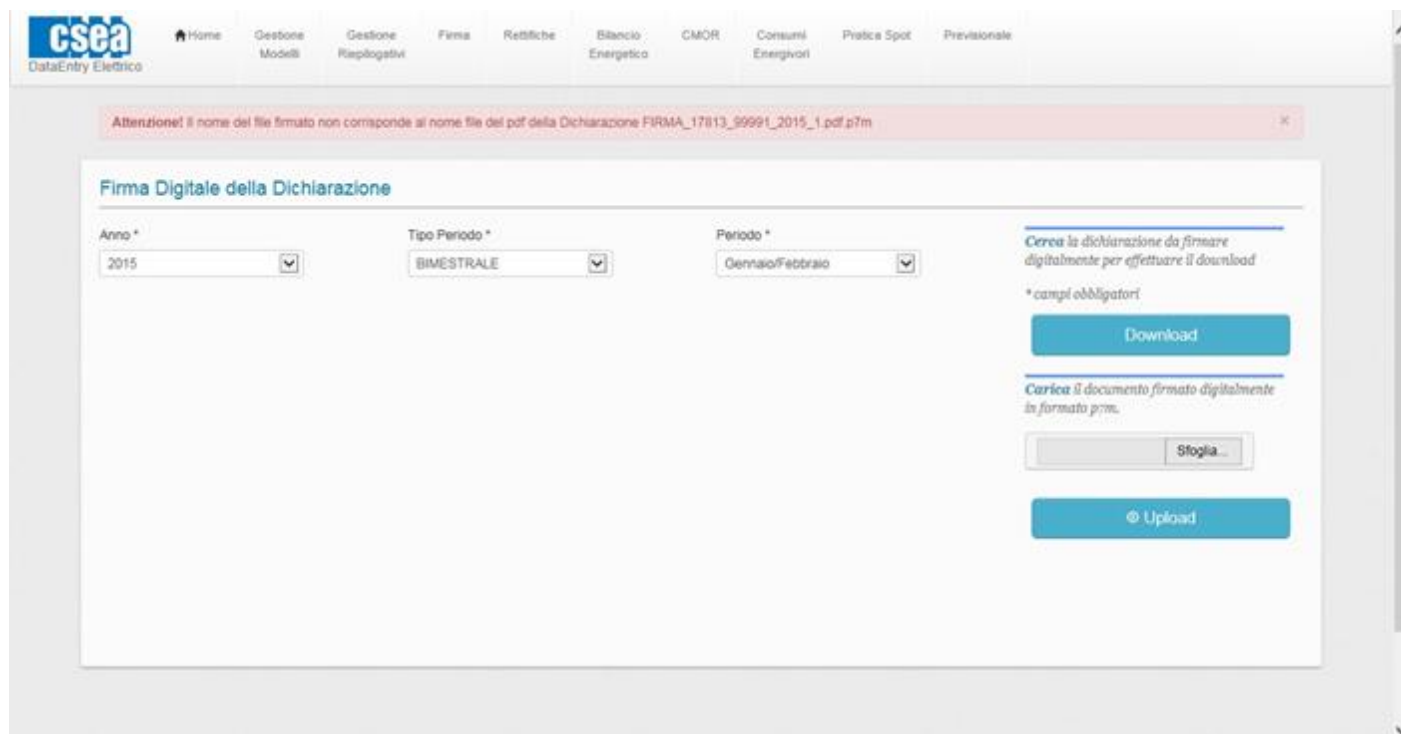 csea
DataEntry Elettrico
Home
Gestione
Modelli
Gestione
Riepilogativi
Firma
Rettifiche
Bilancio
Energetico
CMOR
Consumi
Energivori
Pratica Spot
Previsionale
Attenzione! Il nome del file firmato non corrisponde al nome file del pdf della Dichiarazione FIRMA_17813_99991_2015_1.pdf.p7m
×
Firma Digitale della Dichiarazione
Anno *
Tipo Periodo *
Periodo *
2015
BIMESTRALE
Gennaio/Febbraio
Cerca la dichiarazione da firmare
digitalmente per effettuare il download
* campi obbligatori
Download
Carica il documento firmato digitalmente
in formato p7m.
Sfoglia...
Upload